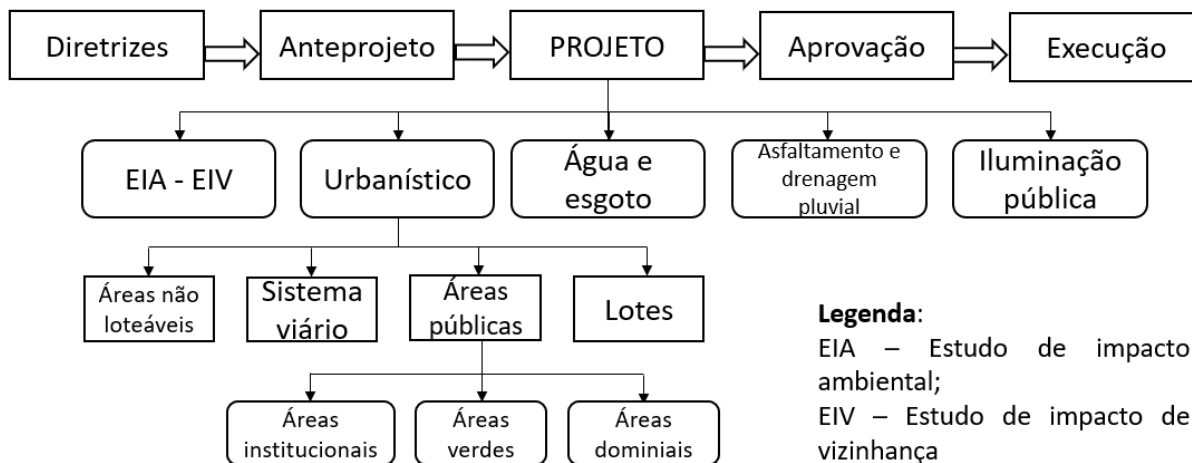 Diretrizes
Anteprojeto
PROJETO
Aprovação
Execução
EIA - EIV
Urbanístico
Água e
esgoto
Asfaltamento e
drenagem
pluvial
Iluminação
pública
Áreas não
loteáveis
Sistema
viário
Áreas
públicas
Lotes
Áreas
institucionais
Áreas
verdes
Áreas
dominiais
Legenda:
EIA – Estudo de impacto
ambiental;
EIV – Estudo de impacto de
vizinhança